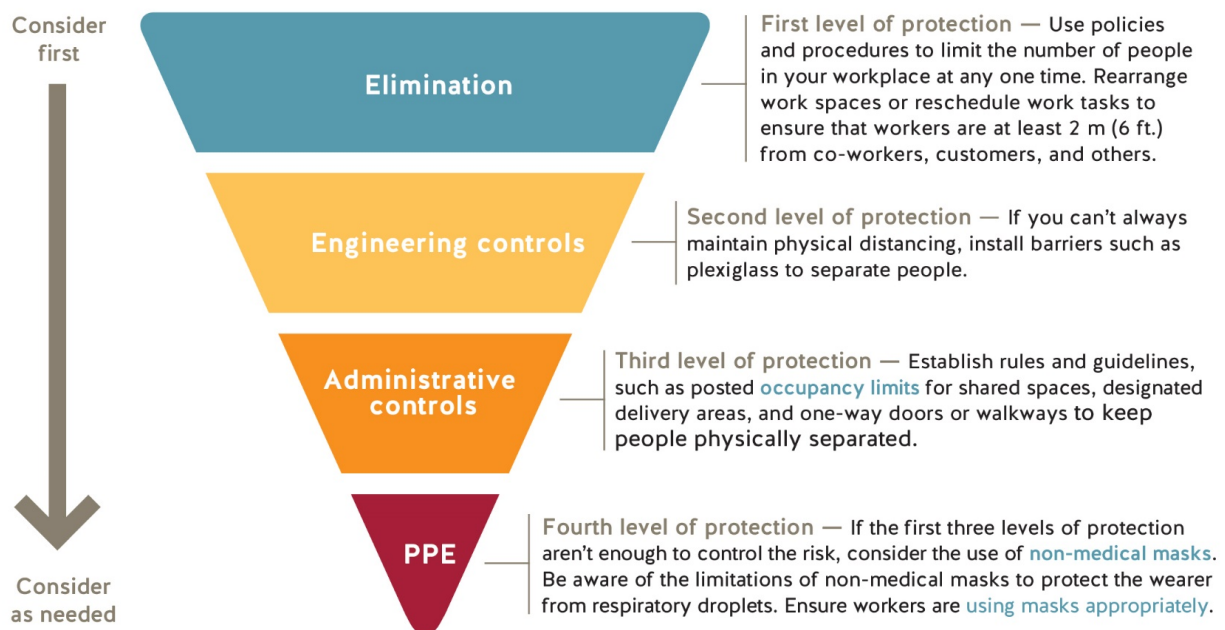 Consider
first
Elimination
First level of protection — Use policies
and procedures to limit the number of people
in your workplace at any one time. Rearrange
work spaces or reschedule work tasks to
ensure that workers are at least 2 m (6 ft.)
from co-workers, customers, and others.
Engineering controls
Second level of protection — If you can’t always
maintain physical distancing, install barriers such as
plexiglass to separate people.
Administrative
controls
Third level of protection — Establish rules and guidelines,
such as posted occupancy limits for shared spaces, designated
delivery areas, and one-way doors or walkways to keep
people physically separated.
PPE
Fourth level of protection — If the first three levels of protection
aren’t enough to control the risk, consider the use of non-medical masks.
Be aware of the limitations of non-medical masks to protect the wearer
from respiratory droplets. Ensure workers are using masks appropriately.
Consider
as needed